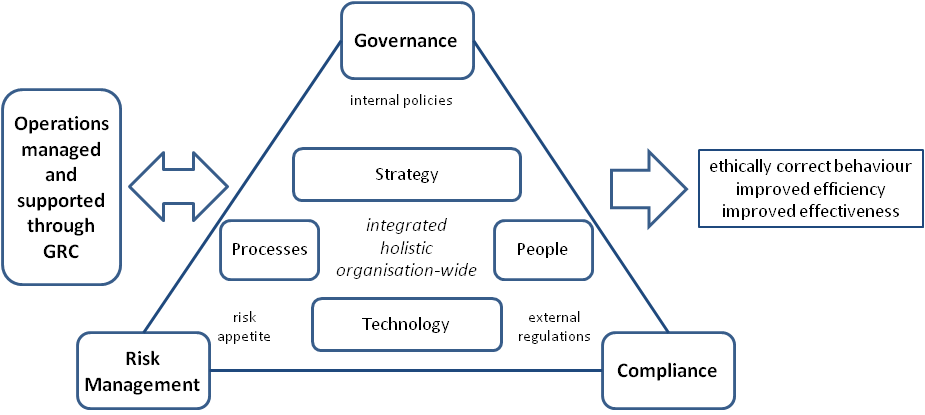 Governance
internal policies
Operations
managed
and
supported
through
GRC
Strategy
ethically correct behaviour
improved efficiency
improved effectiveness
Processes
integrated
holistic
organisation-wide
People
risk
appetite
Technology
external
regulations
Risk
Management
Compliance